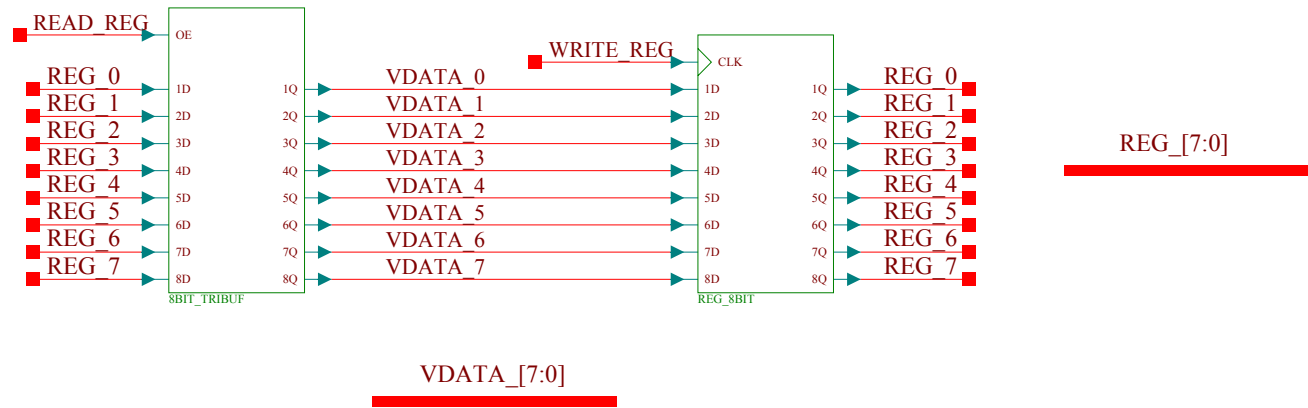 READ_REG
OE
WRITE_REG
CLK
REG_0 1D 1Q VDATA_0 1D 1Q REG_0
REG_1 2D 2Q VDATA_1 2D 2Q REG_1
REG_2 3D 3Q VDATA_2 3D 3Q REG_2
REG_3 4D 4Q VDATA_3 4D 4Q REG_3
REG_4 5D 5Q VDATA_4 5D 5Q REG_4
REG_5 6D 6Q VDATA_5 6D 6Q REG_5
REG_6 7D 7Q VDATA_6 7D 7Q REG_6
REG_7 8D 8Q VDATA_7 8D 8Q REG_7
8BIT_TRIBUF
REG_8BIT
REG_[7:0]
VDATA_[7:0]